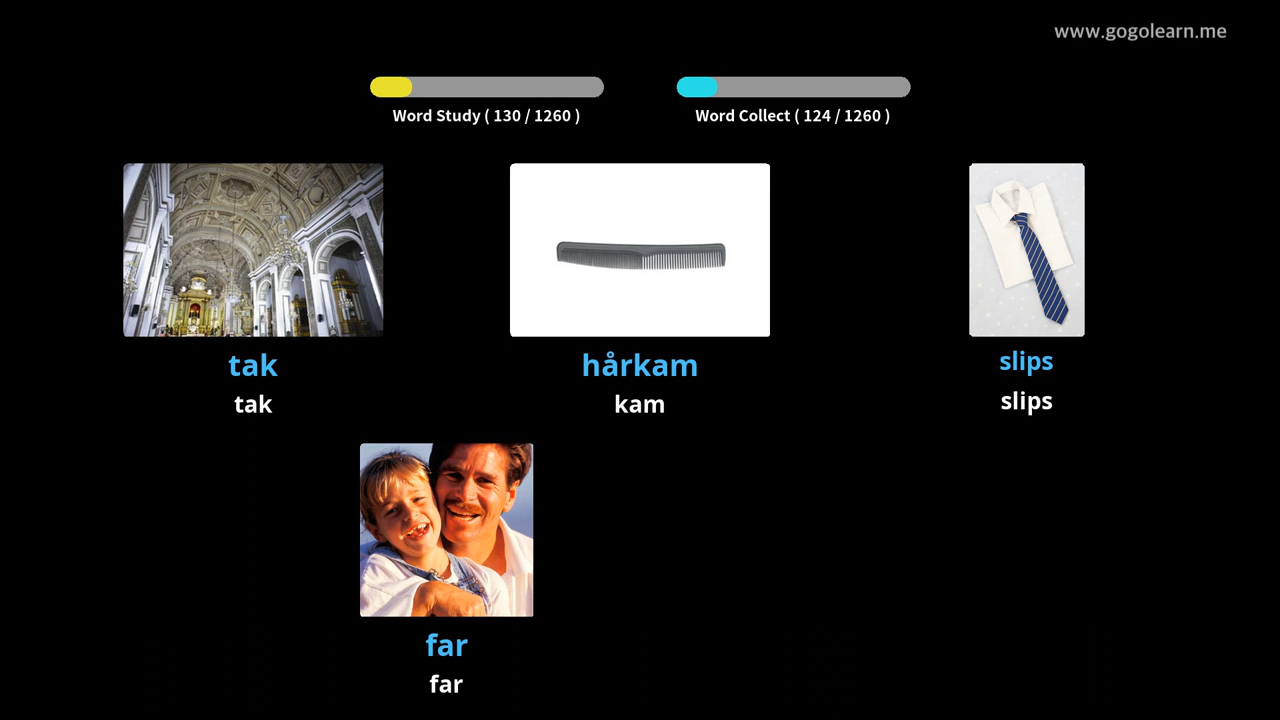 www.gogolearn.me
Word Study ( 130 / 1260 )
Word Collect ( 124 / 1260 )
tak
tak
hårkam
kam
slips
slips
far
far